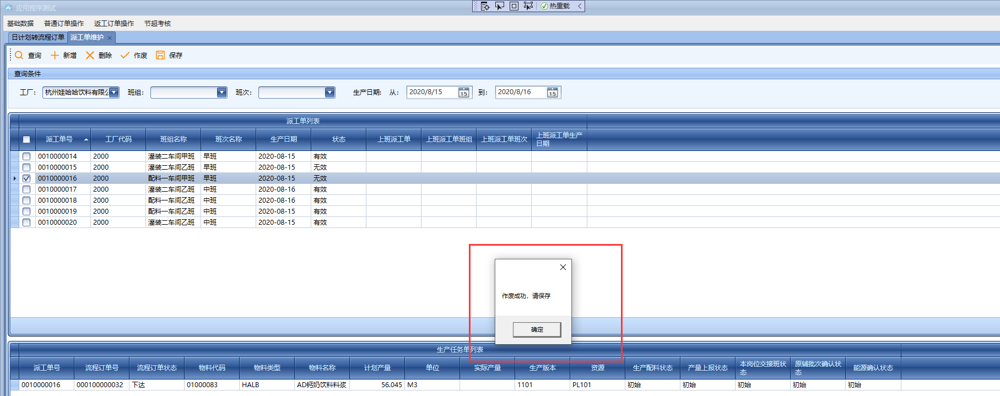 应用程序测试
热重载
基础数据 普通订单操作 返工订单操作 节超考核
日计划转流程订单 派工单维护
查询 新增 删除 作废 保存
查询条件
工厂: 杭州娃哈哈饮料有限公 班组: 班次: 生产日期: 从: 2020/8/15 15 到: 2020/8/16 15
派工单列表
派工单号 工厂代码 班组名称 班次名称 生产日期 状态 上班派工单 上班派工单班组 上班派工单班次 上班派工单生产日期
0010000014 2000 灌装二车间甲班 早班 2020-08-15 有效
0010000015 2000 灌装二车间乙班 早班 2020-08-15 无效
0010000016 2000 配料一车间甲班 早班 2020-08-15 无效
0010000017 2000 灌装二车间乙班 中班 2020-08-16 有效
0010000018 2000 配料一车间乙班 中班 2020-08-16 有效
0010000019 2000 配料一车间乙班 中班 2020-08-15 有效
0010000020 2000 灌装二车间乙班 中班 2020-08-15 有效
作废成功，请保存
确定
生产任务单列表
派工单号 流程订单号 流程订单状态 物料代码 物料类型 物料名称 计划产量 单位 实际产量 生产版本 资源 生产配料状态 产量上报状态 本岗位交接班状态 原辅批次确认状态 能源确认状态
0010000016 000100000032 下达 01000083 HALB AD钙奶饮料料浆 56.045 M3 1101 PL101 初始 初始 初始 初始 初始